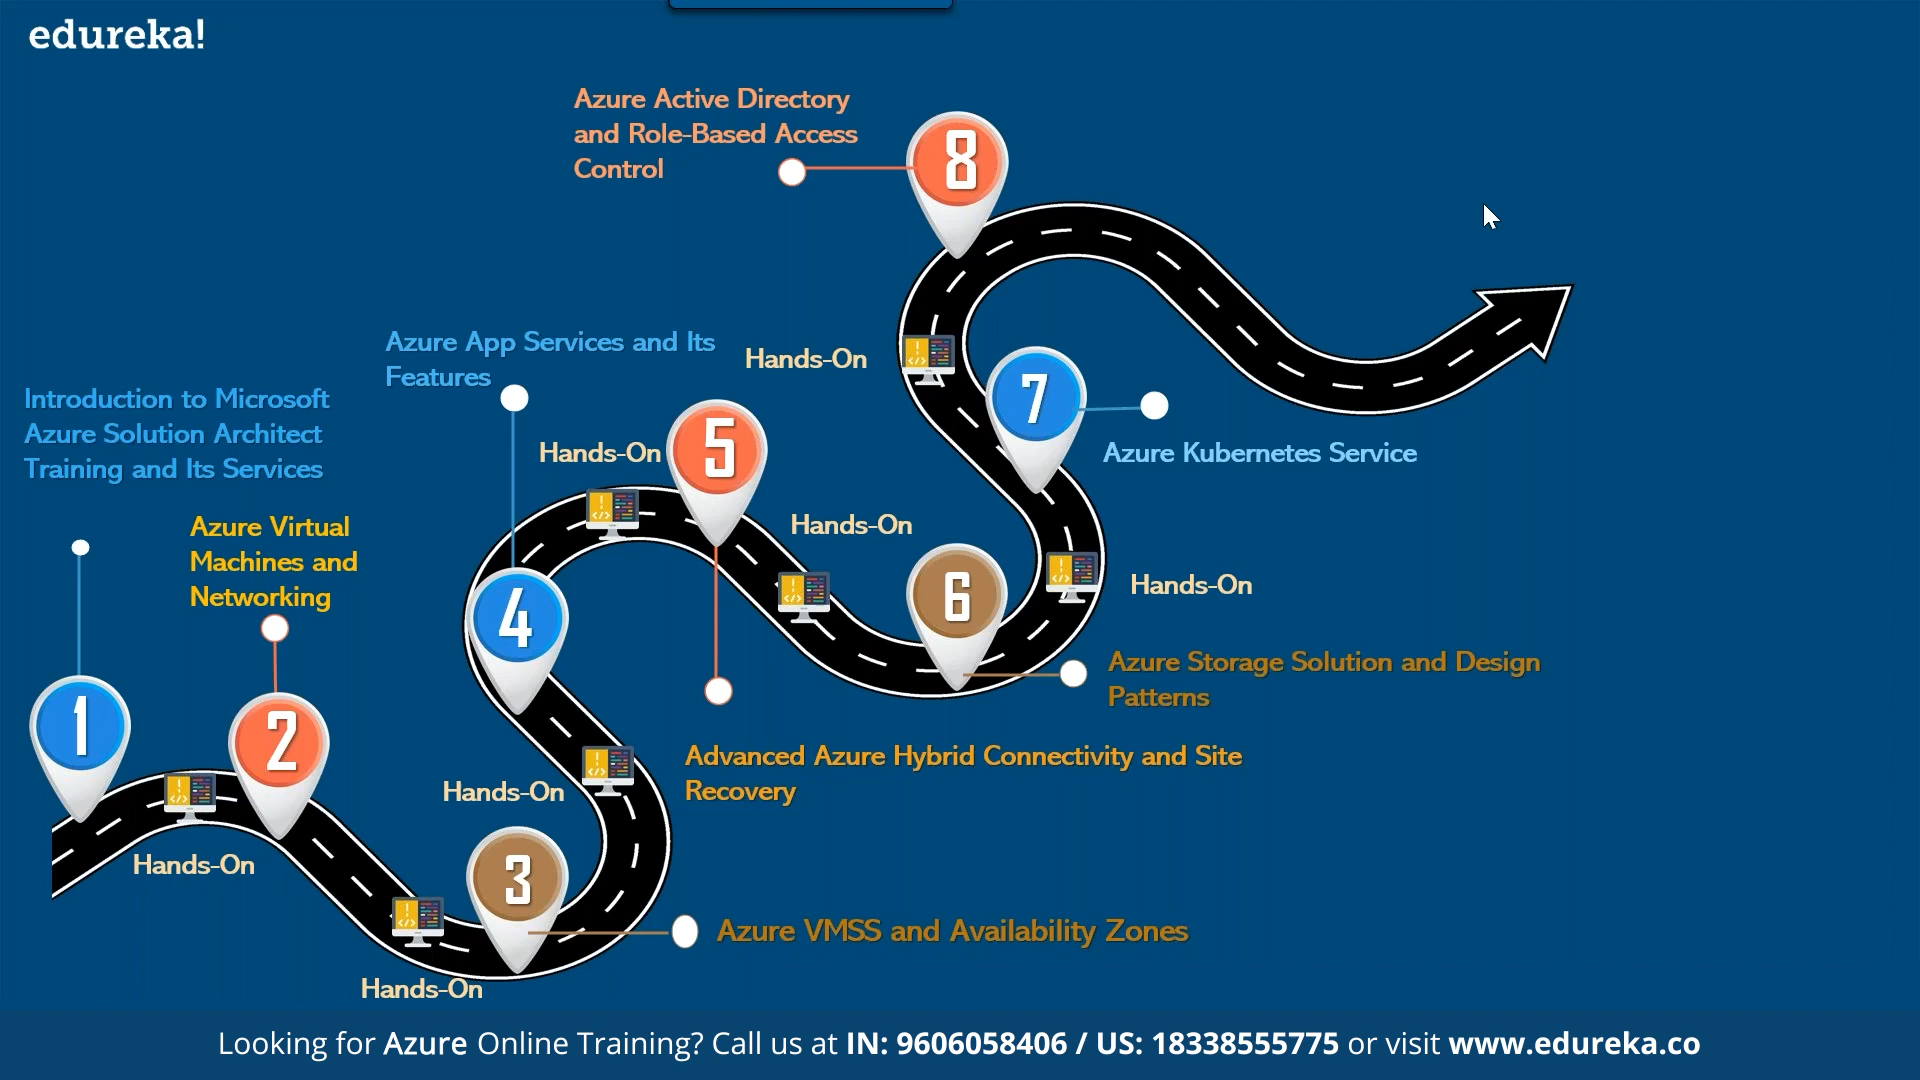 edureka!
Azure Active Directory
and Role-Based Access
Control
8
Azure App Services and Its
Features
Hands-On
7
Introduction to Microsoft
Azure Solution Architect
Training and Its Services
Hands-On
5
Azure Kubernetes Service
Azure Virtual
Machines and
Networking
Hands-On
4
6
Hands-On
Azure Storage Solution and Design
Patterns
1
2
Advanced Azure Hybrid Connectivity and Site
Recovery
Hands-On
Hands-On
3
Azure VMSS and Availability Zones
Hands-On
Looking for Azure Online Training? Call us at IN: 9606058406 / US: 18338555775 or visit www.edureka.co